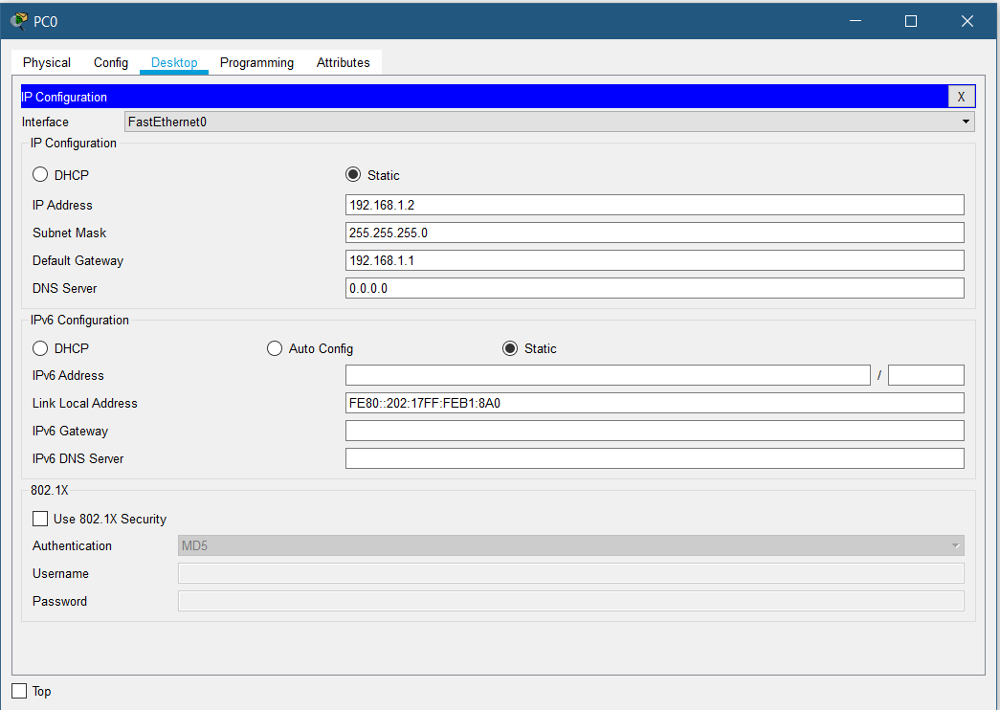 PC0
Physical Config Desktop Programming Attributes
IP Configuration X
Interface FastEthernet0
IP Configuration
DHCP Static
IP Address 192.168.1.2
Subnet Mask 255.255.255.0
Default Gateway 192.168.1.1
DNS Server 0.0.0.0
IPv6 Configuration
DHCP Auto Config Static
IPv6 Address /
Link Local Address FE80::202:17FF:FEB1:8A0
IPv6 Gateway
IPv6 DNS Server
802.1X
Use 802.1X Security
Authentication MD5
Username
Password
Top